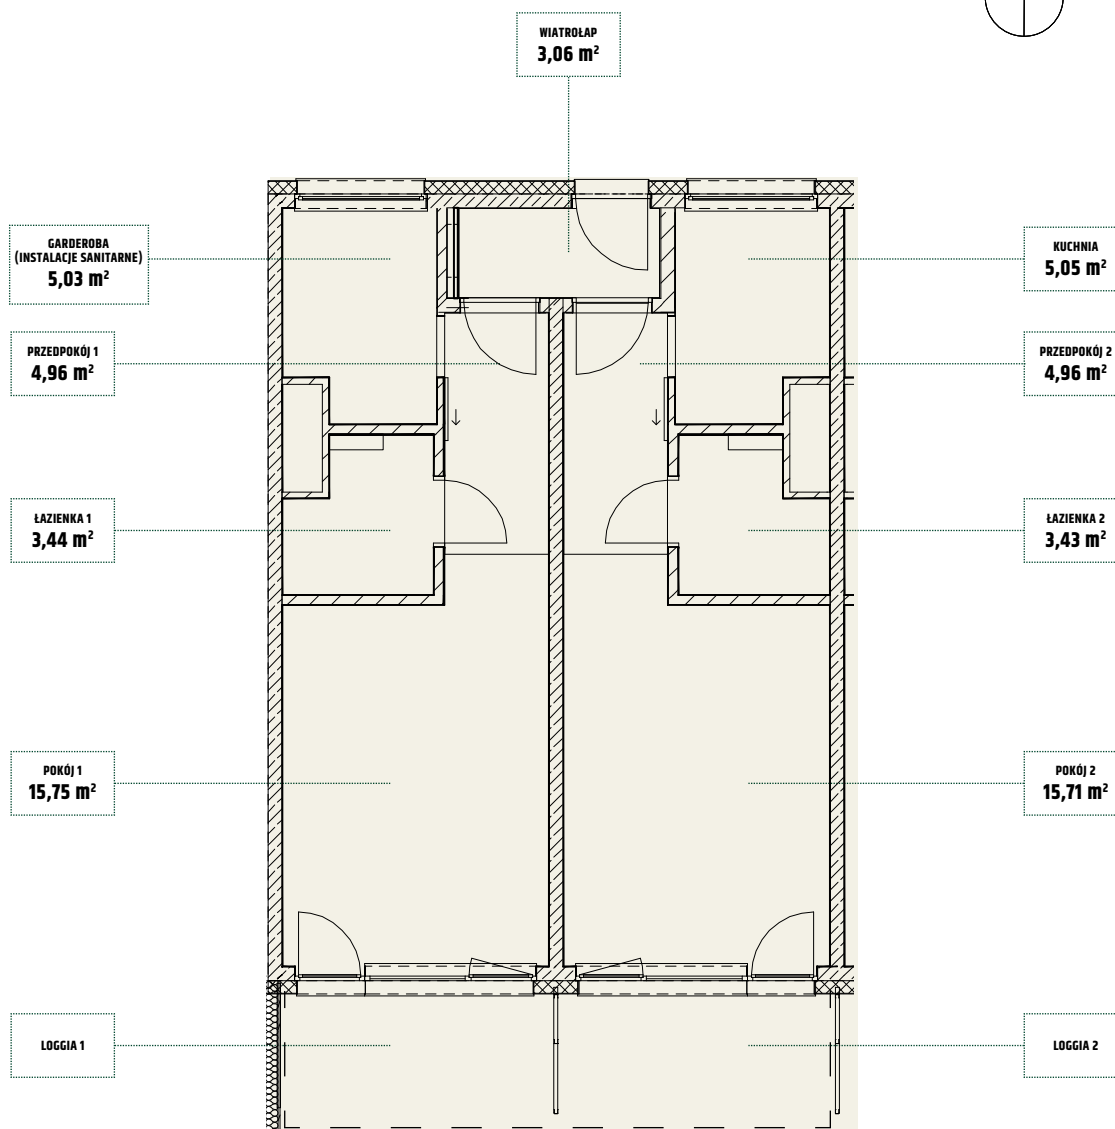 WIATROŁAP
3,06 m²
GARDEROBA
(INSTALACJE SANITARNE)
5,03 m²
KUCHNIA
5,05 m²
PRZEDPOKÓJ 1
4,96 m²
PRZEDPOKÓJ 2
4,96 m²
ŁAZIENKA 1
3,44 m²
ŁAZIENKA 2
3,43 m²
POKÓJ 1
15,75 m²
POKÓJ 2
15,71 m²
LOGGIA 1
LOGGIA 2